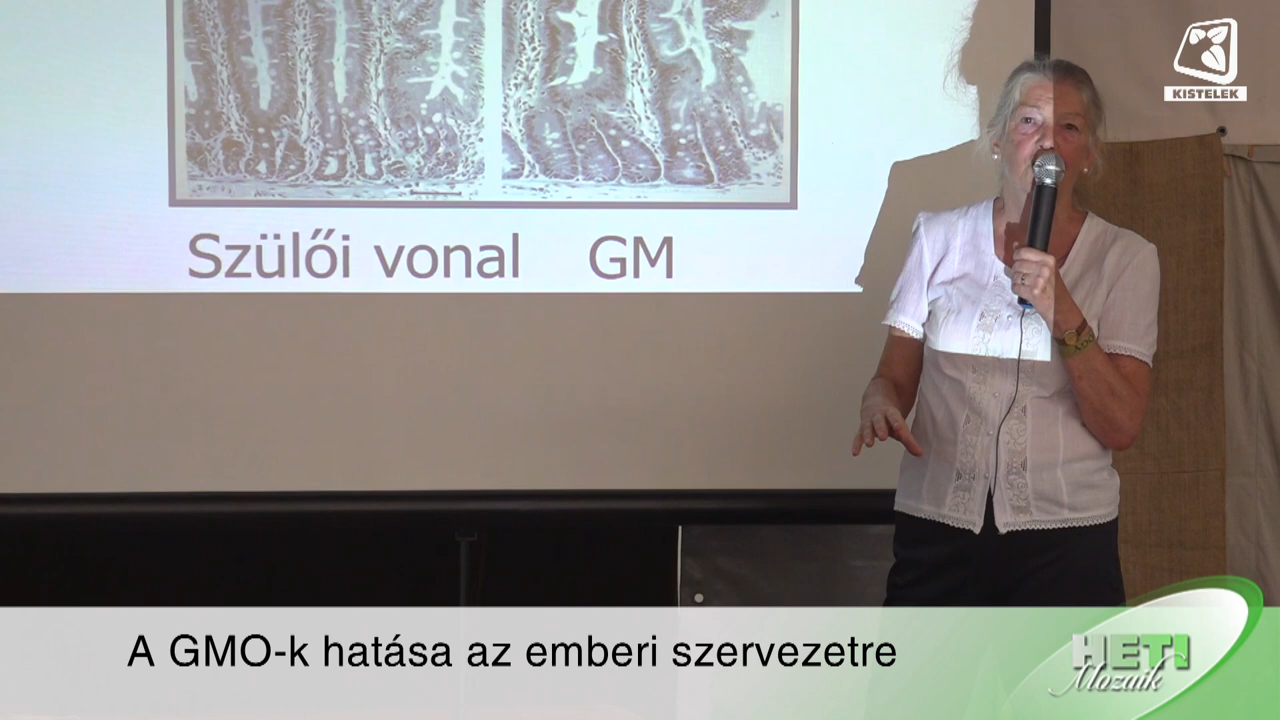 KISTELEK
Szülői vonal GM
A GMO-k hatása az emberi szervezetre
HETI
Mozaik